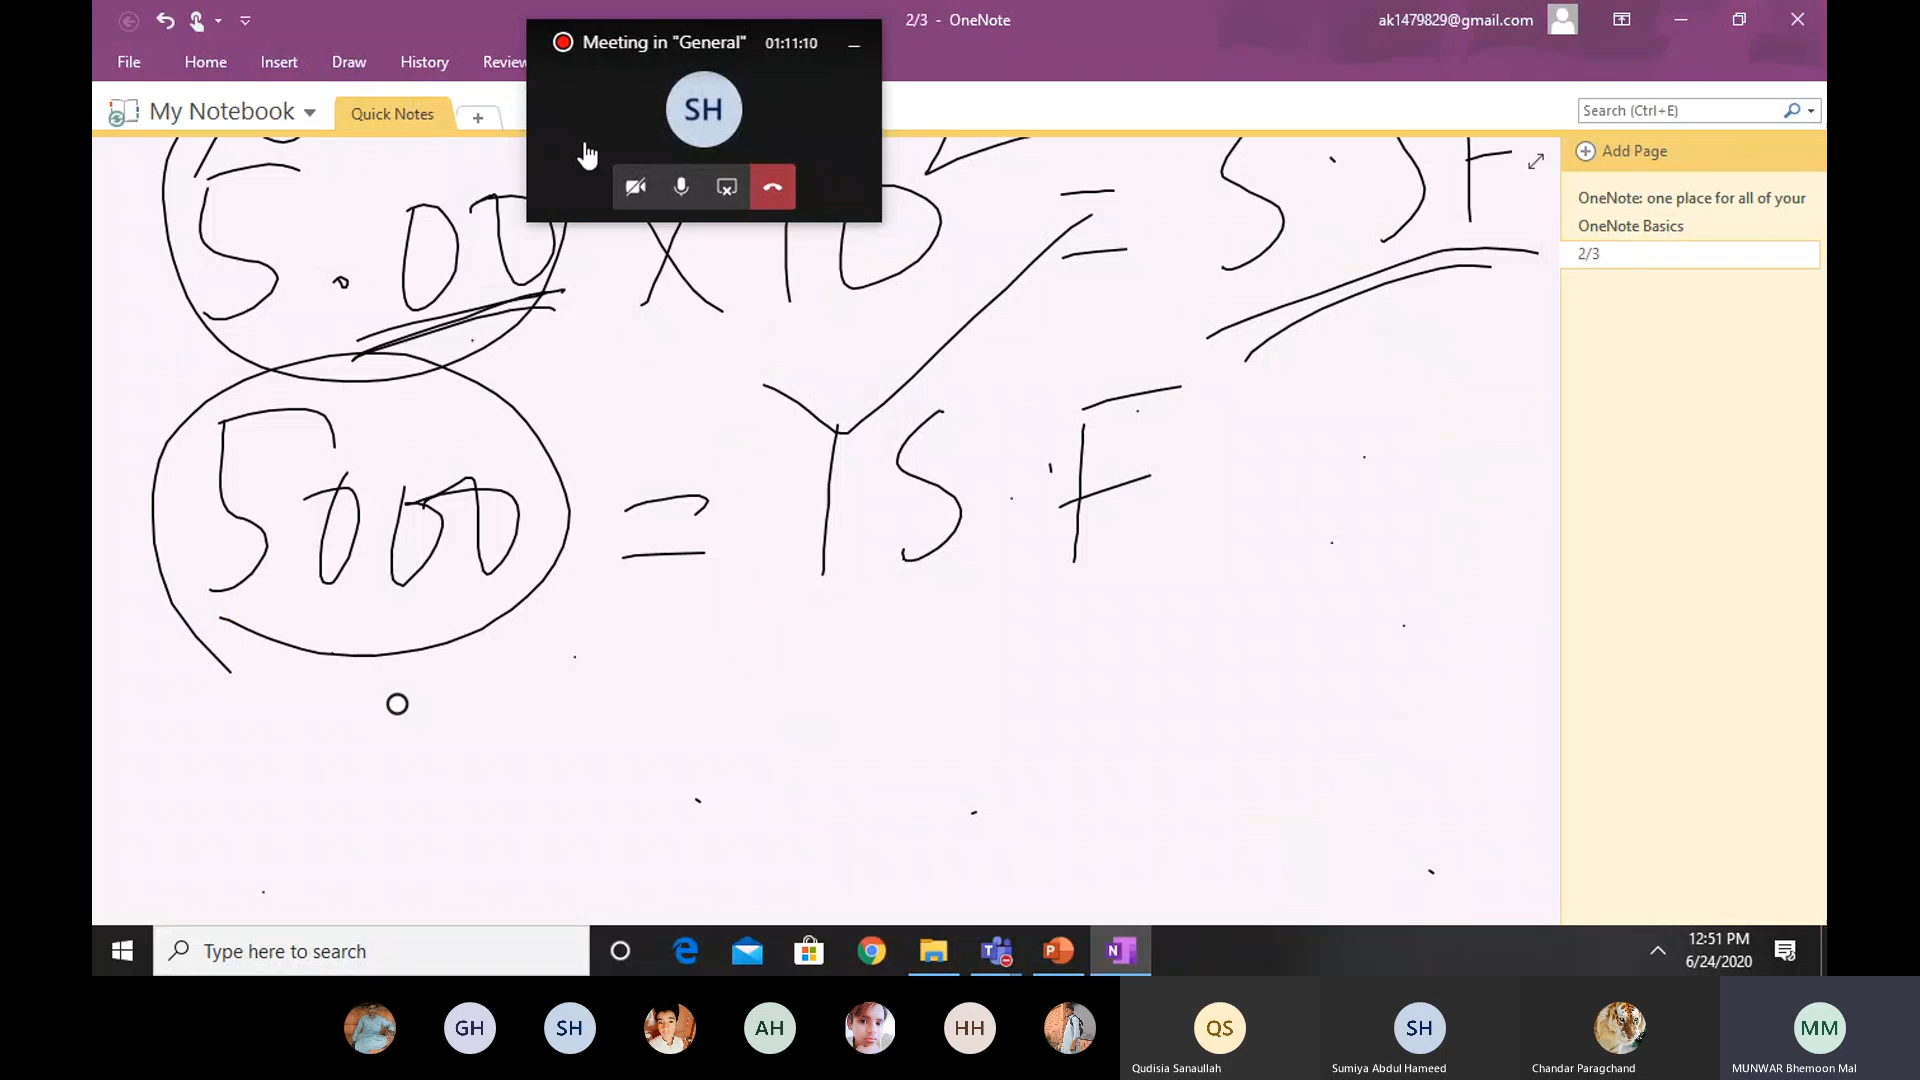 2/3 - OneNote
ak1479829@gmail.com
Meeting in "General" 01:11:10
SH
File Home Insert Draw History
My Notebook Quick Notes
Search (Ctrl+E)
Add Page
OneNote: one place for all of your
OneNote Basics
2/3
5.00 × 10 =
5000 = 1 S.F
Type here to search
12:51 PM
6/24/2020
GH SH AH HH QS SH MM
Qudisia Sanaullah Sumiya Abdul Hameed Chandar Paragchand MUNWAR Bhemoon Mal